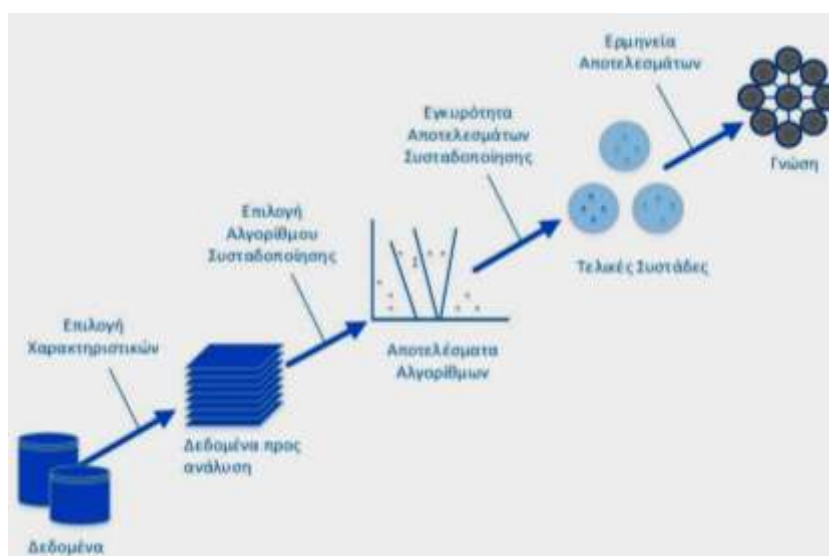 Ερμηνεία
Αποτελεσμάτων
Γνώση
Εγκυρότητα
Αποτελεσμάτων
Συσταδοποίησης
Τελικές Συστάδες
Επιλογή
Αλγορίθμου
Συσταδοποίησης
Αποτελέσματα
Αλγορίθμων
Επιλογή
Χαρακτηριστικών
Δεδομένα προς
ανάλυση
Δεδομένα